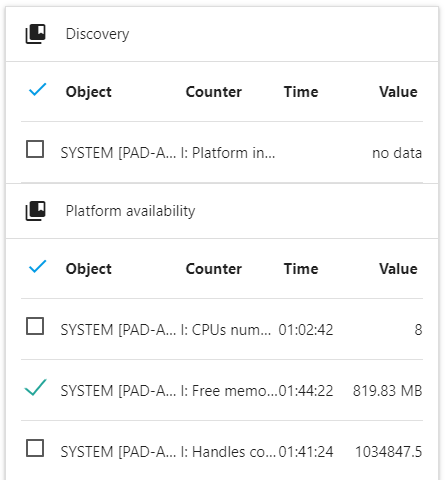 Discovery
Object Counter Time Value
SYSTEM [PAD-A... I: Platform in... no data
Platform availability
Object Counter Time Value
SYSTEM [PAD-A... I: CPUs num... 01:02:42 8
SYSTEM [PAD-A... I: Free memo... 01:44:22 819.83 MB
SYSTEM [PAD-A... I: Handles co... 01:41:24 1034847.5